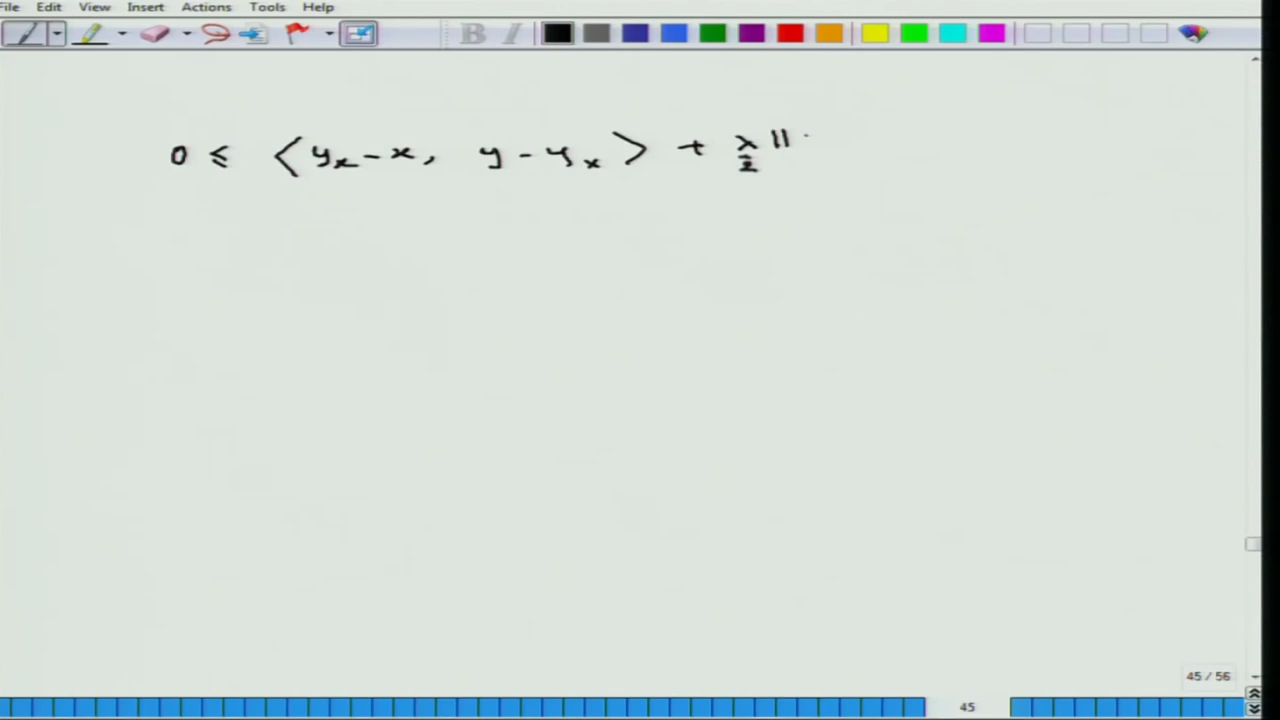 File Edit View Insert Actions Tools Help
B I
0 ≤ ⟨ y_x - x, y - y_x ⟩ + λ/2 ||
45 / 56
45